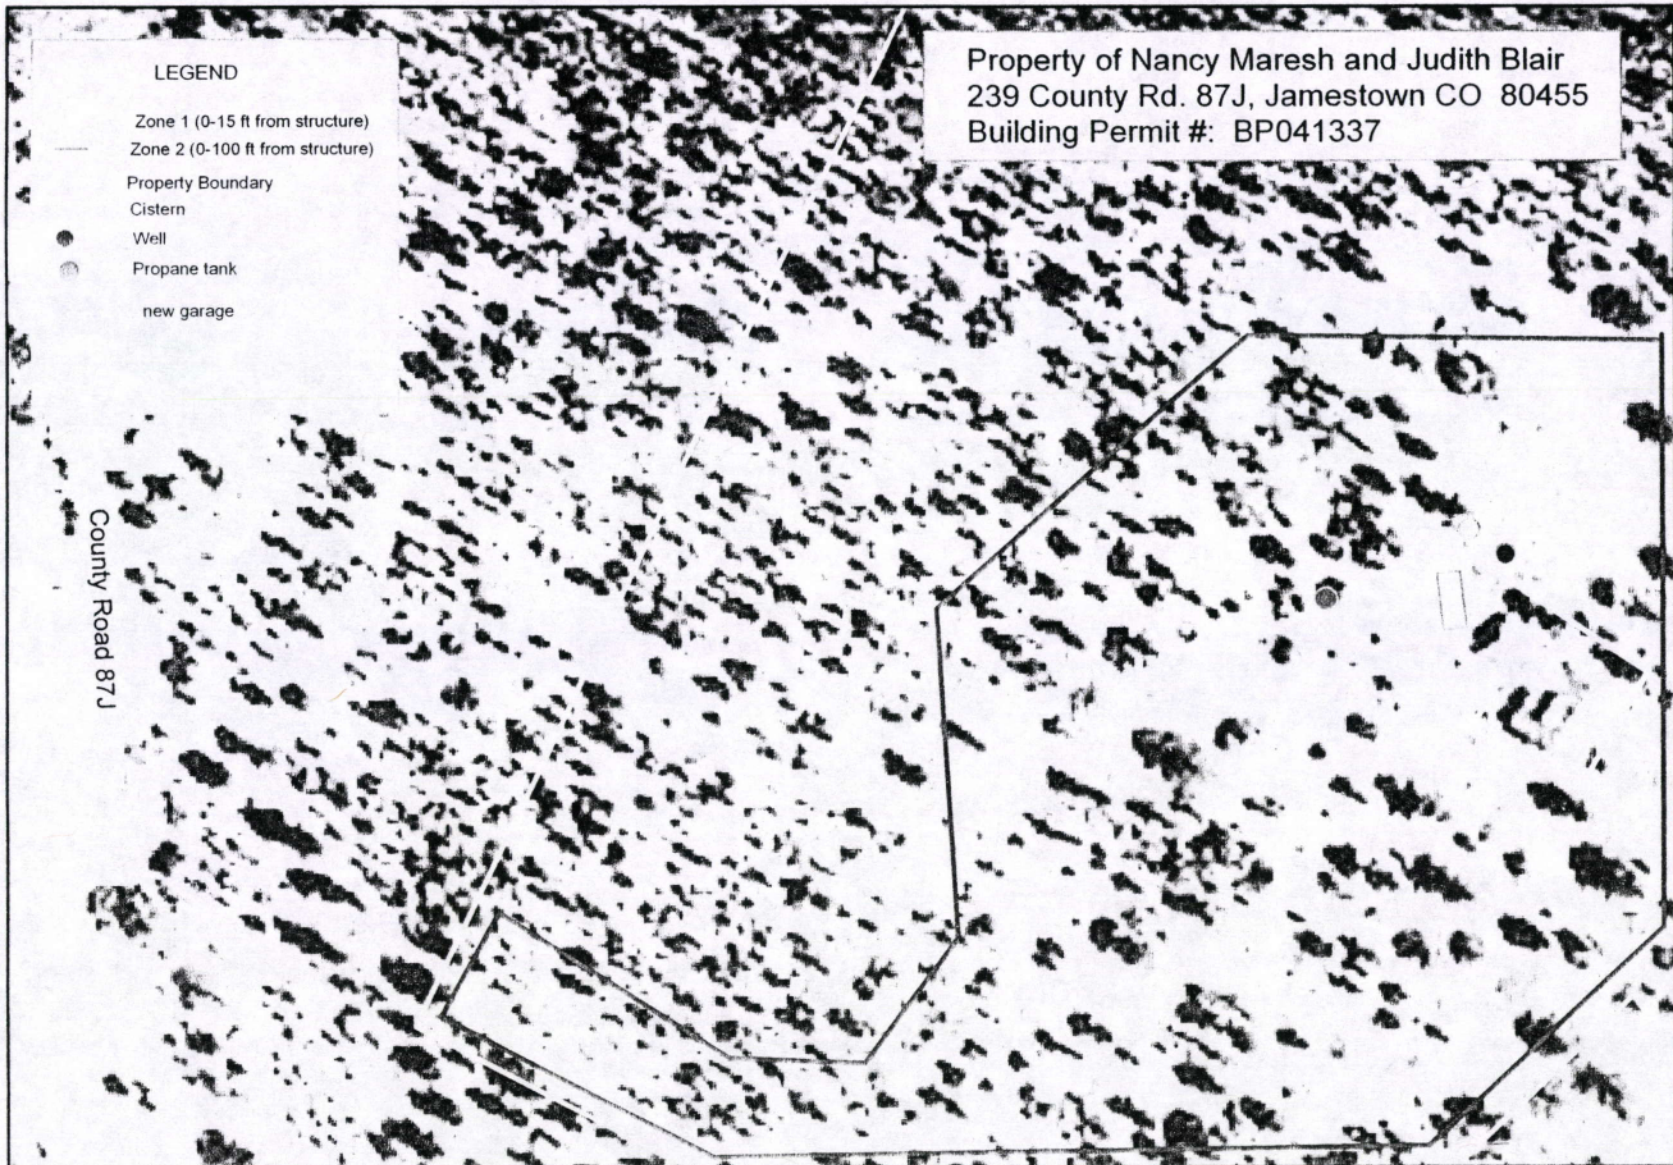 LEGEND
Zone 1 (0-15 ft from structure)
Zone 2 (0-100 ft from structure)
Property Boundary
Cistern
Well
Propane tank
new garage
Property of Nancy Maresh and Judith Blair
239 County Rd. 87J, Jamestown CO 80455
Building Permit #: BP041337
County Road 87J